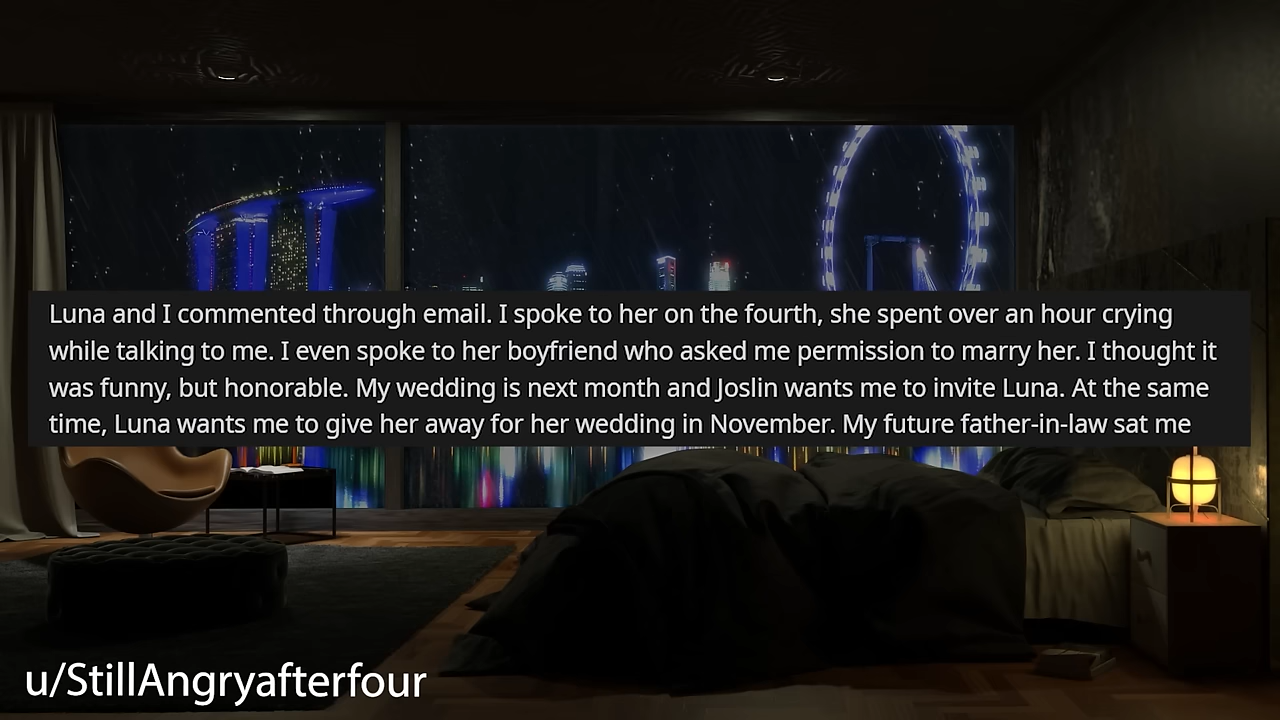 Luna and I commented through email. I spoke to her on the fourth, she spent over an hour crying
while talking to me. I even spoke to her boyfriend who asked me permission to marry her. I thought it
was funny, but honorable. My wedding is next month and Joslin wants me to invite Luna. At the same
time, Luna wants me to give her away for her wedding in November. My future father-in-law sat me
u/StillAngryafterfour